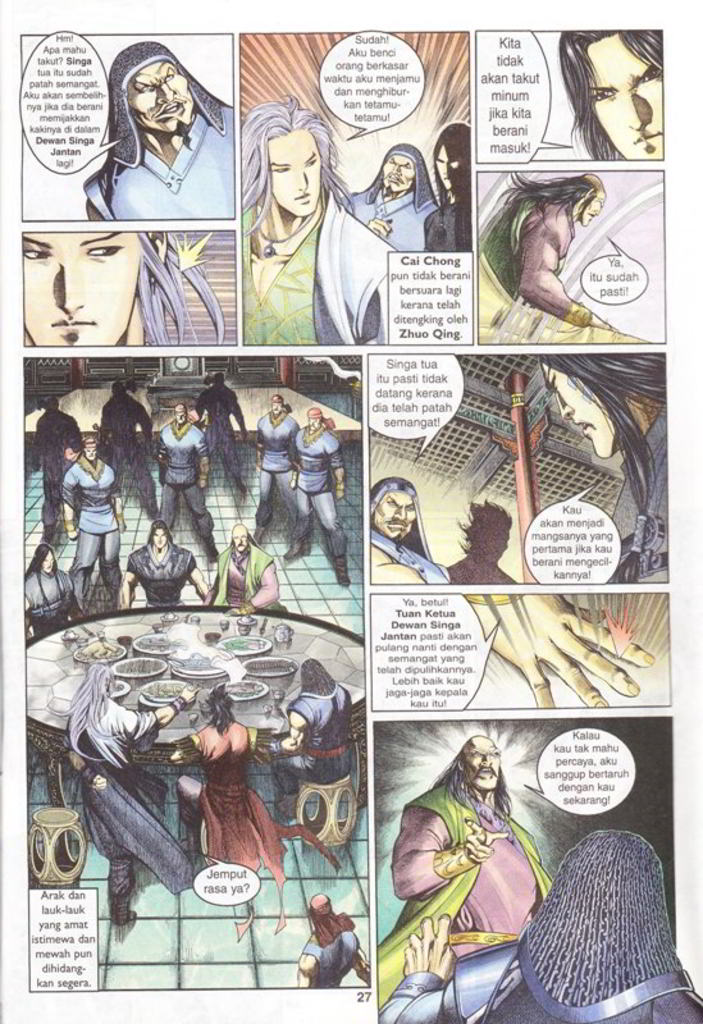 Hm!
Apa mahu
takut? Singa
tua itu sudah
patah semangat.
Aku akan sembelih-
nya jika dia berani
memijakkan
kakinya di dalam
Dewan Singa
Jantan
lagi!
Sudah!
Aku benci
orang berkasar
waktu aku menjamu
dan menghibur-
kan tetamu-
tetamu!
Cai Chong
pun tidak berani
bersuara lagi
kerana telah
ditengking oleh
Zhuo Qing.
Kita
tidak
akan takut
minum
jika kita
berani
masuk!
Ya,
itu sudah
pasti!
Jemput
rasa ya?
Arak dan
lauk-lauk
yang amat
istimewa dan
mewah pun
dihidang-
kan segera.
Singa tua
itu pasti tidak
datang kerana
dia telah patah
semangat!
Kau
akan menjadi
mangsanya yang
pertama jika kau
berani mengecil-
kannya!
Ya, betul!
Tuan Ketua
Dewan Singa
Jantan pasti akan
pulang nanti dengan
semangat yang
telah dipulihkannya.
Lebih baik kau
jaga-jaga kepala
kau itu!
Kalau
kau tak mahu
percaya, aku
sanggup bertaruh
dengan kau
sekarang!
27